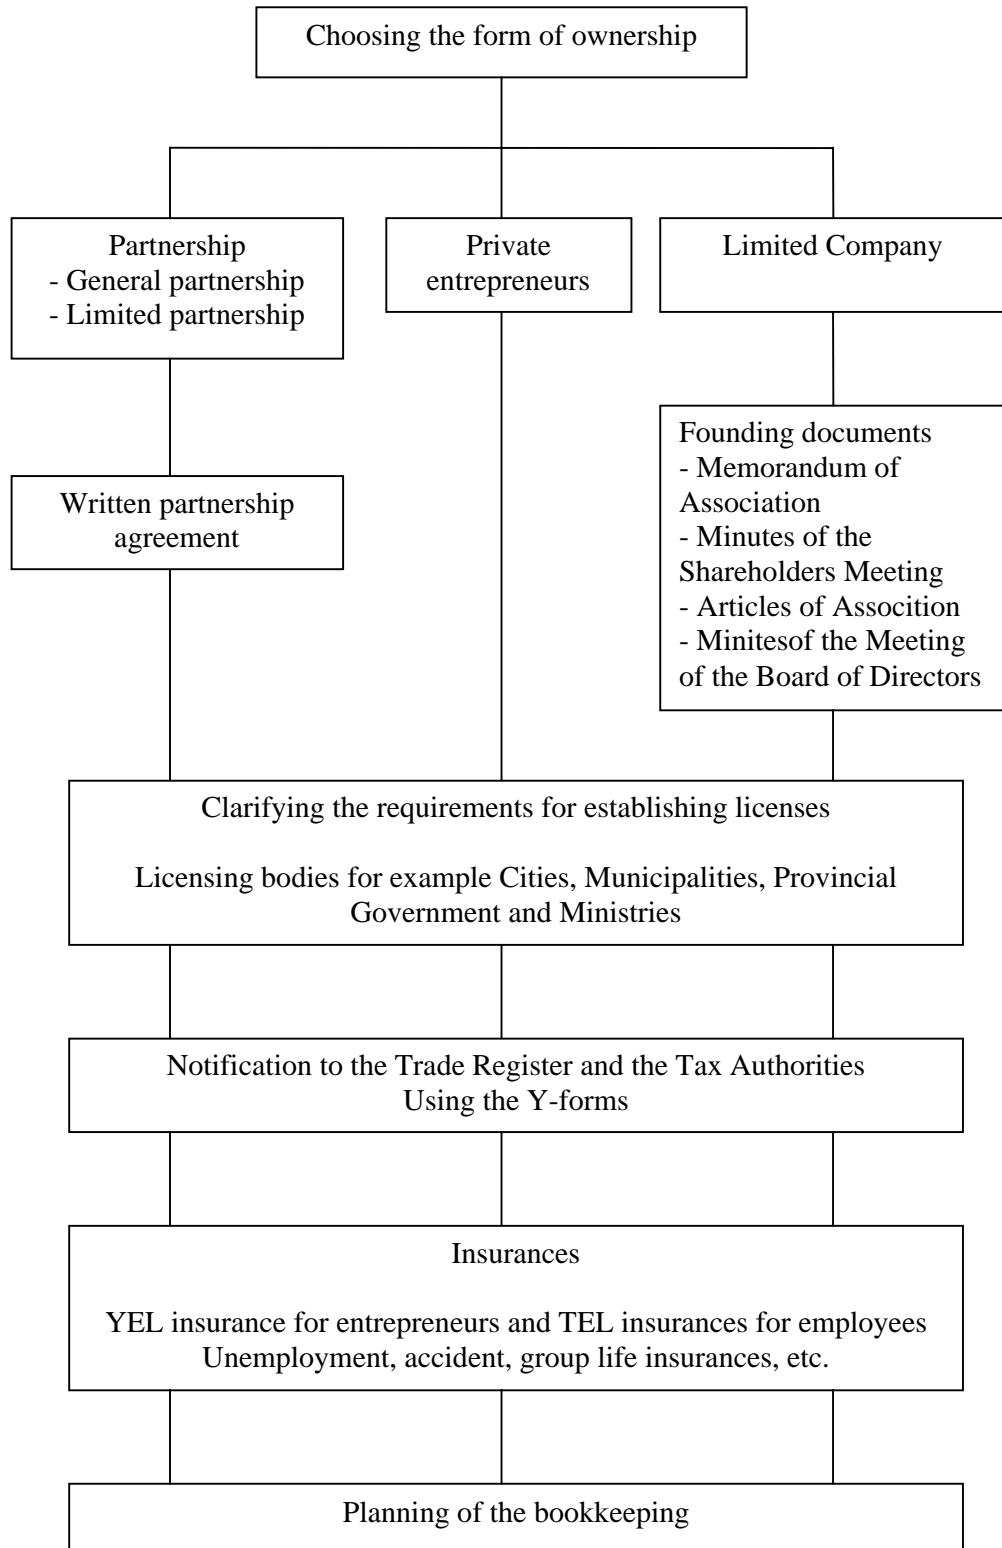 Choosing the form of ownership
Partnership
- General partnership
- Limited partnership
Private
entrepreneurs
Limited Company
Written partnership
agreement
Founding documents
- Memorandum of
Association
- Minutes of the
Shareholders Meeting
- Articles of Assocition
- Minitesof the Meeting
of the Board of Directors
Clarifying the requirements for establishing licenses
Licensing bodies for example Cities, Municipalities, Provincial
Government and Ministries
Notification to the Trade Register and the Tax Authorities
Using the Y-forms
Insurances
YEL insurance for entrepreneurs and TEL insurances for employees
Unemployment, accident, group life insurances, etc.
Planning of the bookkeeping